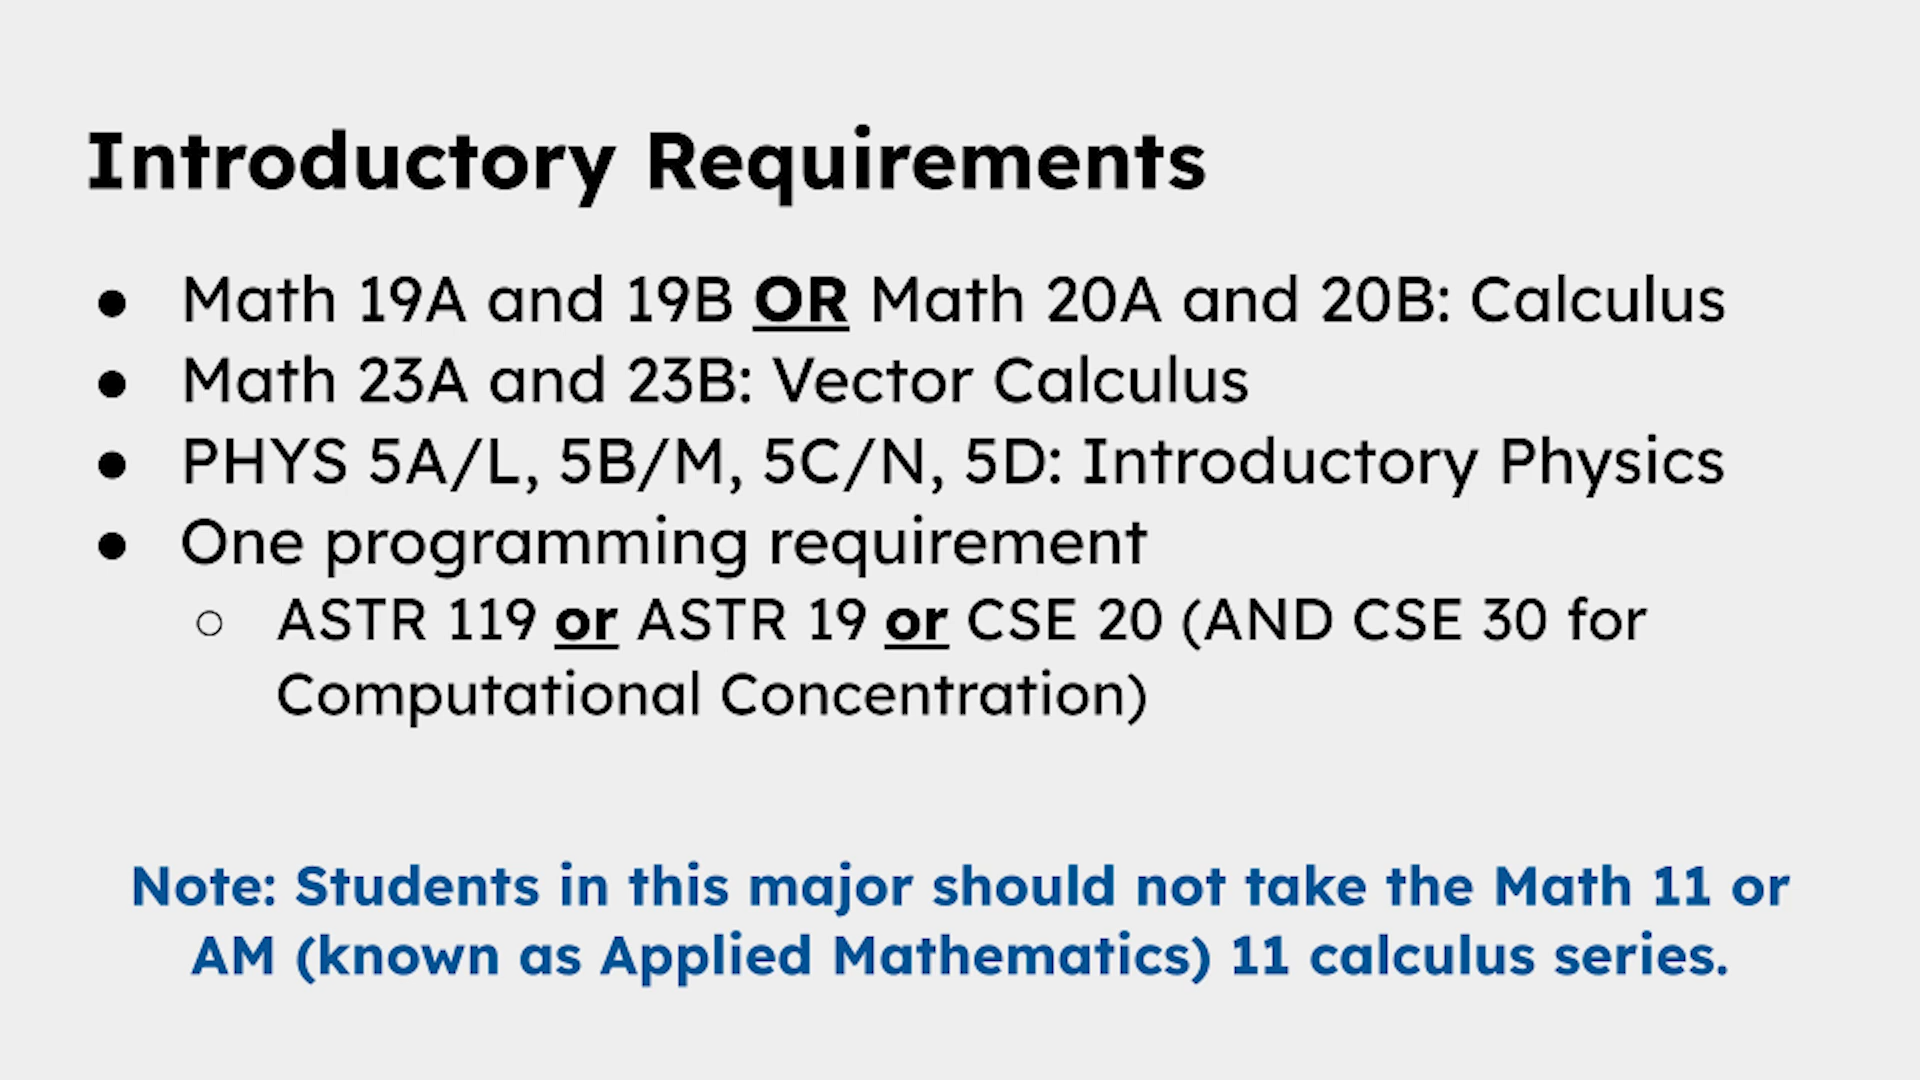 Introductory Requirements
● Math 19A and 19B OR Math 20A and 20B: Calculus
● Math 23A and 23B: Vector Calculus
● PHYS 5A/L, 5B/M, 5C/N, 5D: Introductory Physics
● One programming requirement
○ ASTR 119 or ASTR 19 or CSE 20 (AND CSE 30 for
Computational Concentration)
Note: Students in this major should not take the Math 11 or
AM (known as Applied Mathematics) 11 calculus series.